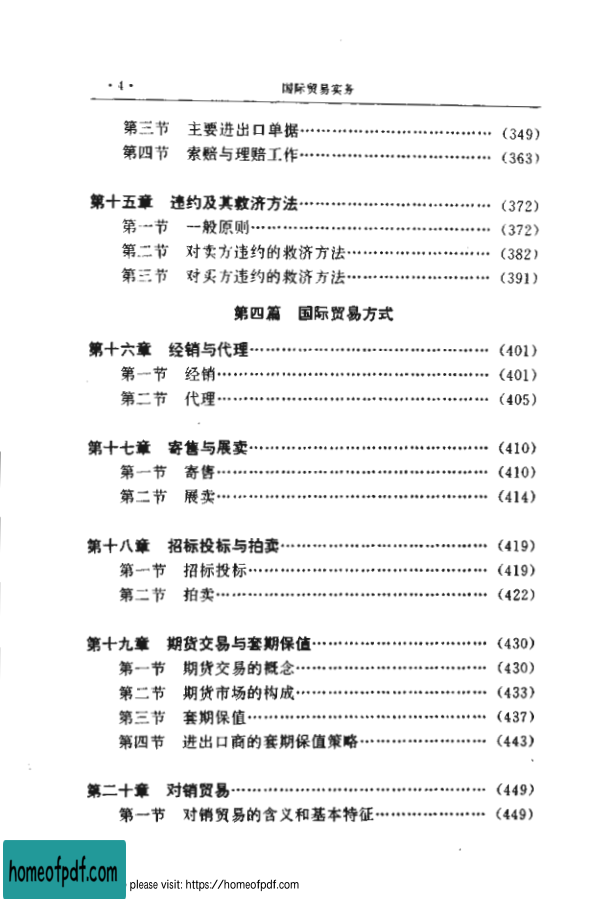 ·4· 国际贸易实务
第三节 主要进出口单据…………………………………(349)
第四节 索赔与理赔工作…………………………………(363)
第十五章 违约及其救济方法…………………………………(372)
第一节 一般原则…………………………………(372)
第二节 对卖方违约的救济方法…………………………(382)
第三节 对买方违约的救济方法…………………………(391)
第四篇 国际贸易方式
第十六章 经销与代理…………………………………(401)
第一节 经销…………………………………(401)
第二节 代理…………………………………(405)
第十七章 寄售与展卖…………………………………(410)
第一节 寄售…………………………………(410)
第二节 展卖…………………………………(414)
第十八章 招标投标与拍卖…………………………………(419)
第一节 招标投标…………………………………(419)
第二节 拍卖…………………………………(422)
第十九章 期货交易与套期保值…………………………(430)
第一节 期货交易的概念…………………………………(430)
第二节 期货市场的构成…………………………………(433)
第三节 套期保值…………………………………(437)
第四节 进出口商的套期保值策略…………………………(443)
第二十章 对销贸易…………………………………(449)
第一节 对销贸易的含义和基本特征…………………………(449)
homeofpdf.com
please visit: https://homeofpdf.com